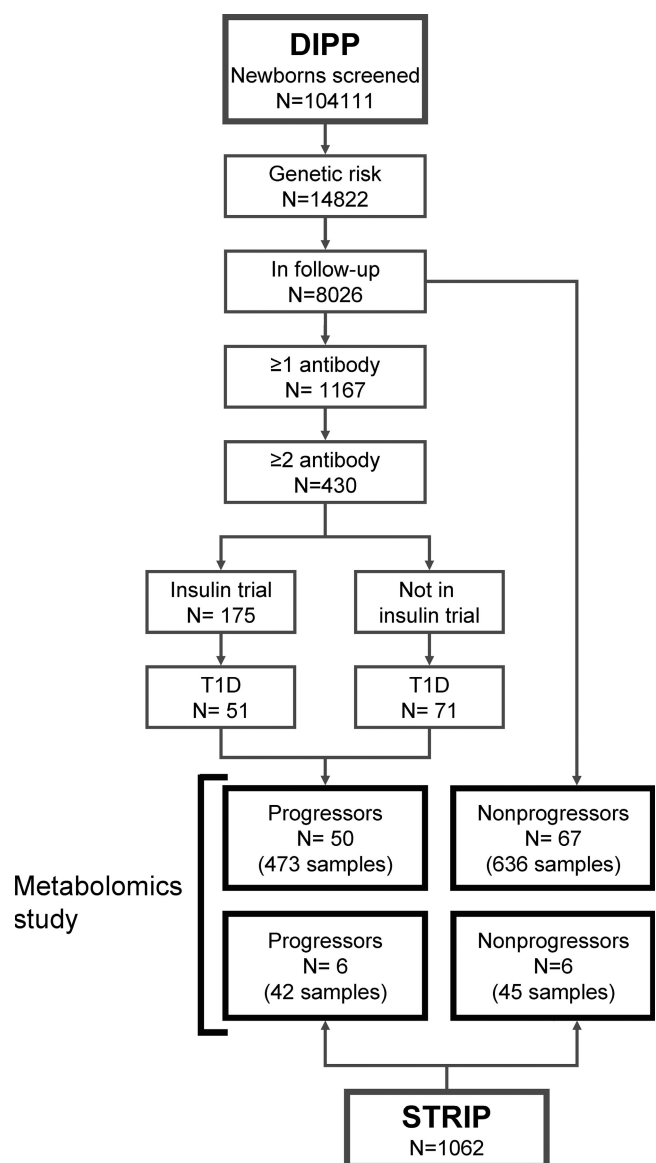 DIPP
Newborns screened
N=104111
Genetic risk
N=14822
In follow-up
N=8026
≥1 antibody
N= 1167
≥2 antibody
N=430
Insulin trial
N= 175
Not in
insulin trial
T1D
N= 51
T1D
N= 71
Metabolomics
study
Progressors
N= 50
(473 samples)
Nonprogressors
N= 67
(636 samples)
Progressors
N= 6
(42 samples)
Nonprogressors
N=6
(45 samples)
STRIP
N=1062